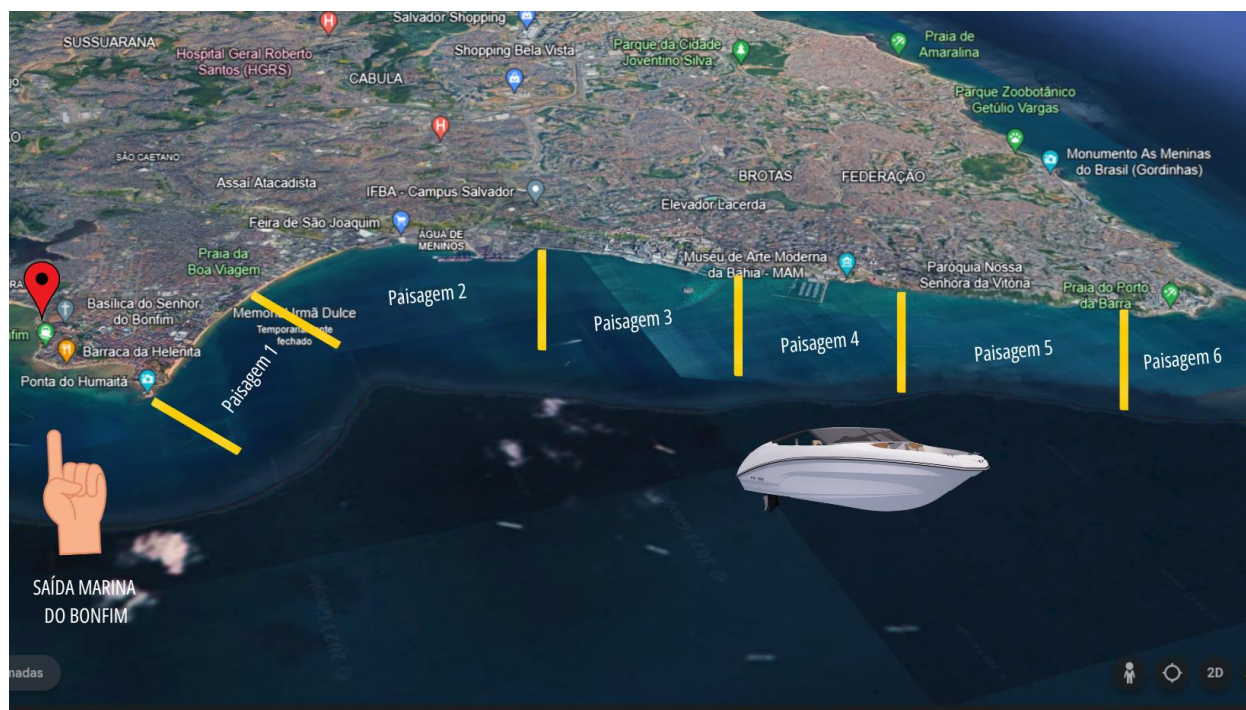 Salvador Shopping
SUSSUARANA
Hospital Geral Roberto
Santos (HGRS)
Shopping Bela Vista
Parque da Cidade
Joventino Silva
Praia de
Amaralina
CABULA
Parque Zoobotânico
Getúlio Vargas
SÃO CAETANO
Monumento As Meninas
do Brasil (Gordinhas)
Assaí Atacadista
IFBA - Campus Salvador
BROTAS
FEDERAÇÃO
Elevador Lacerda
Feira de São Joaquim
ÁGUA DE
MENINOS
Praia da
Boa Viagem
Museu de Arte Moderna
da Bahia - MAM
Paróquia Nossa
Senhora da Vitória
Praia do Porto
da Barra
Basílica do Senhor
do Bonfim
Memorial Irmã Dulce
Temporariamente
fechado
Barraca da Helenita
Ponta do Humaitá
Paisagem 1
Paisagem 2
Paisagem 3
Paisagem 4
Paisagem 5
Paisagem 6
SAÍDA MARINA
DO BONFIM
nadas
2D